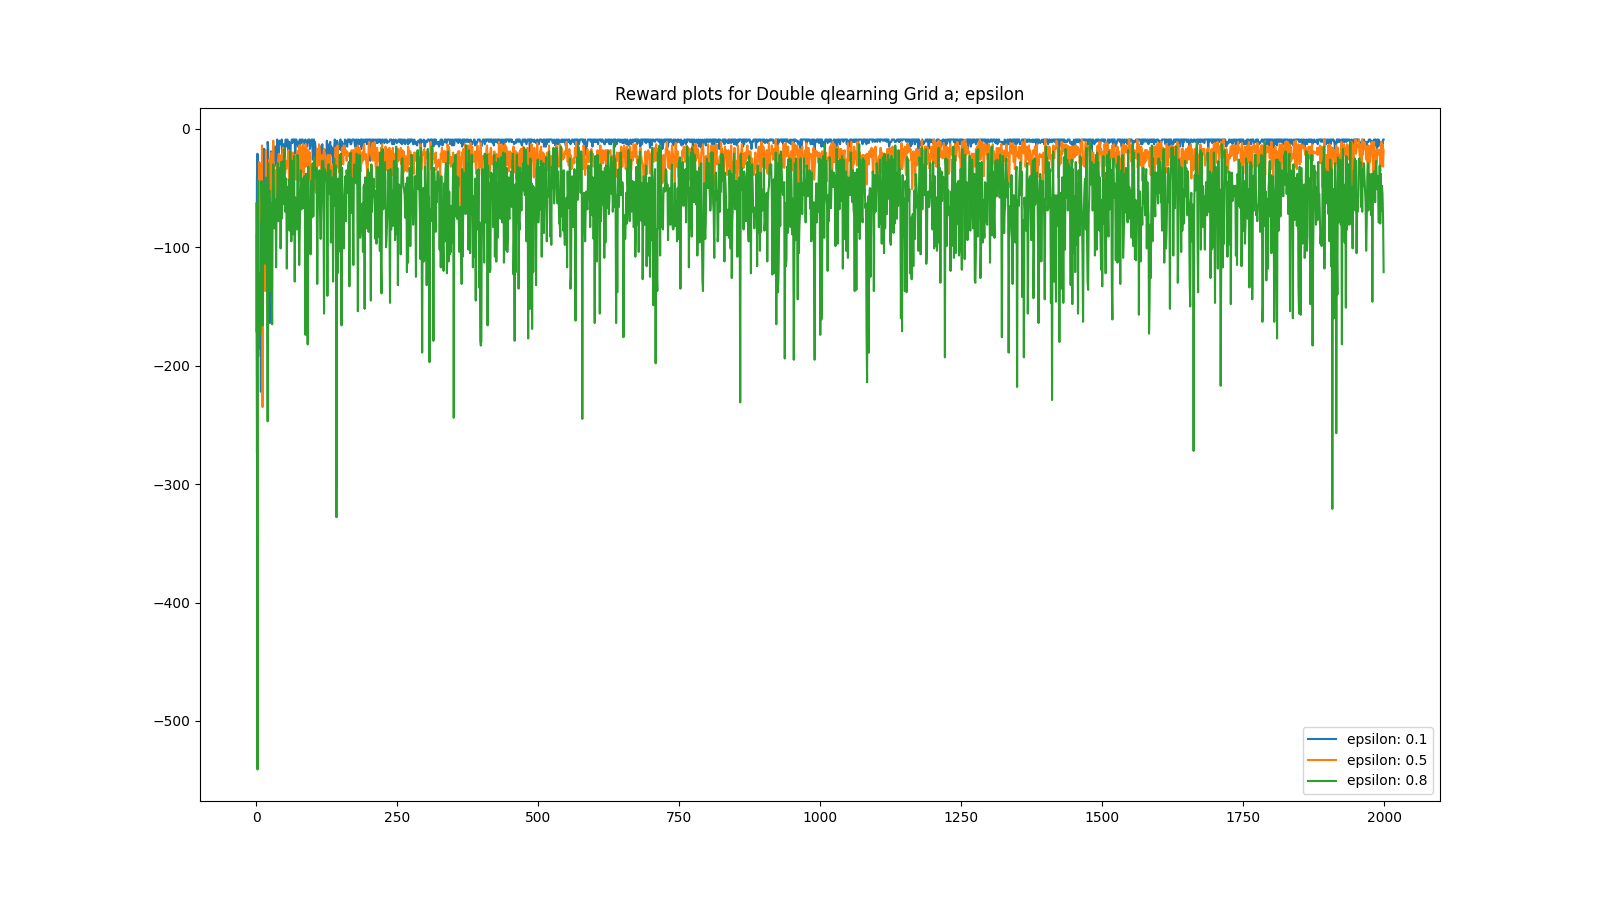 Reward plots for Double qlearning Grid a; epsilon
0
−100
−200
−300
−400
−500
epsilon: 0.1
epsilon: 0.5
epsilon: 0.8
0 250 500 750 1000 1250 1500 1750 2000